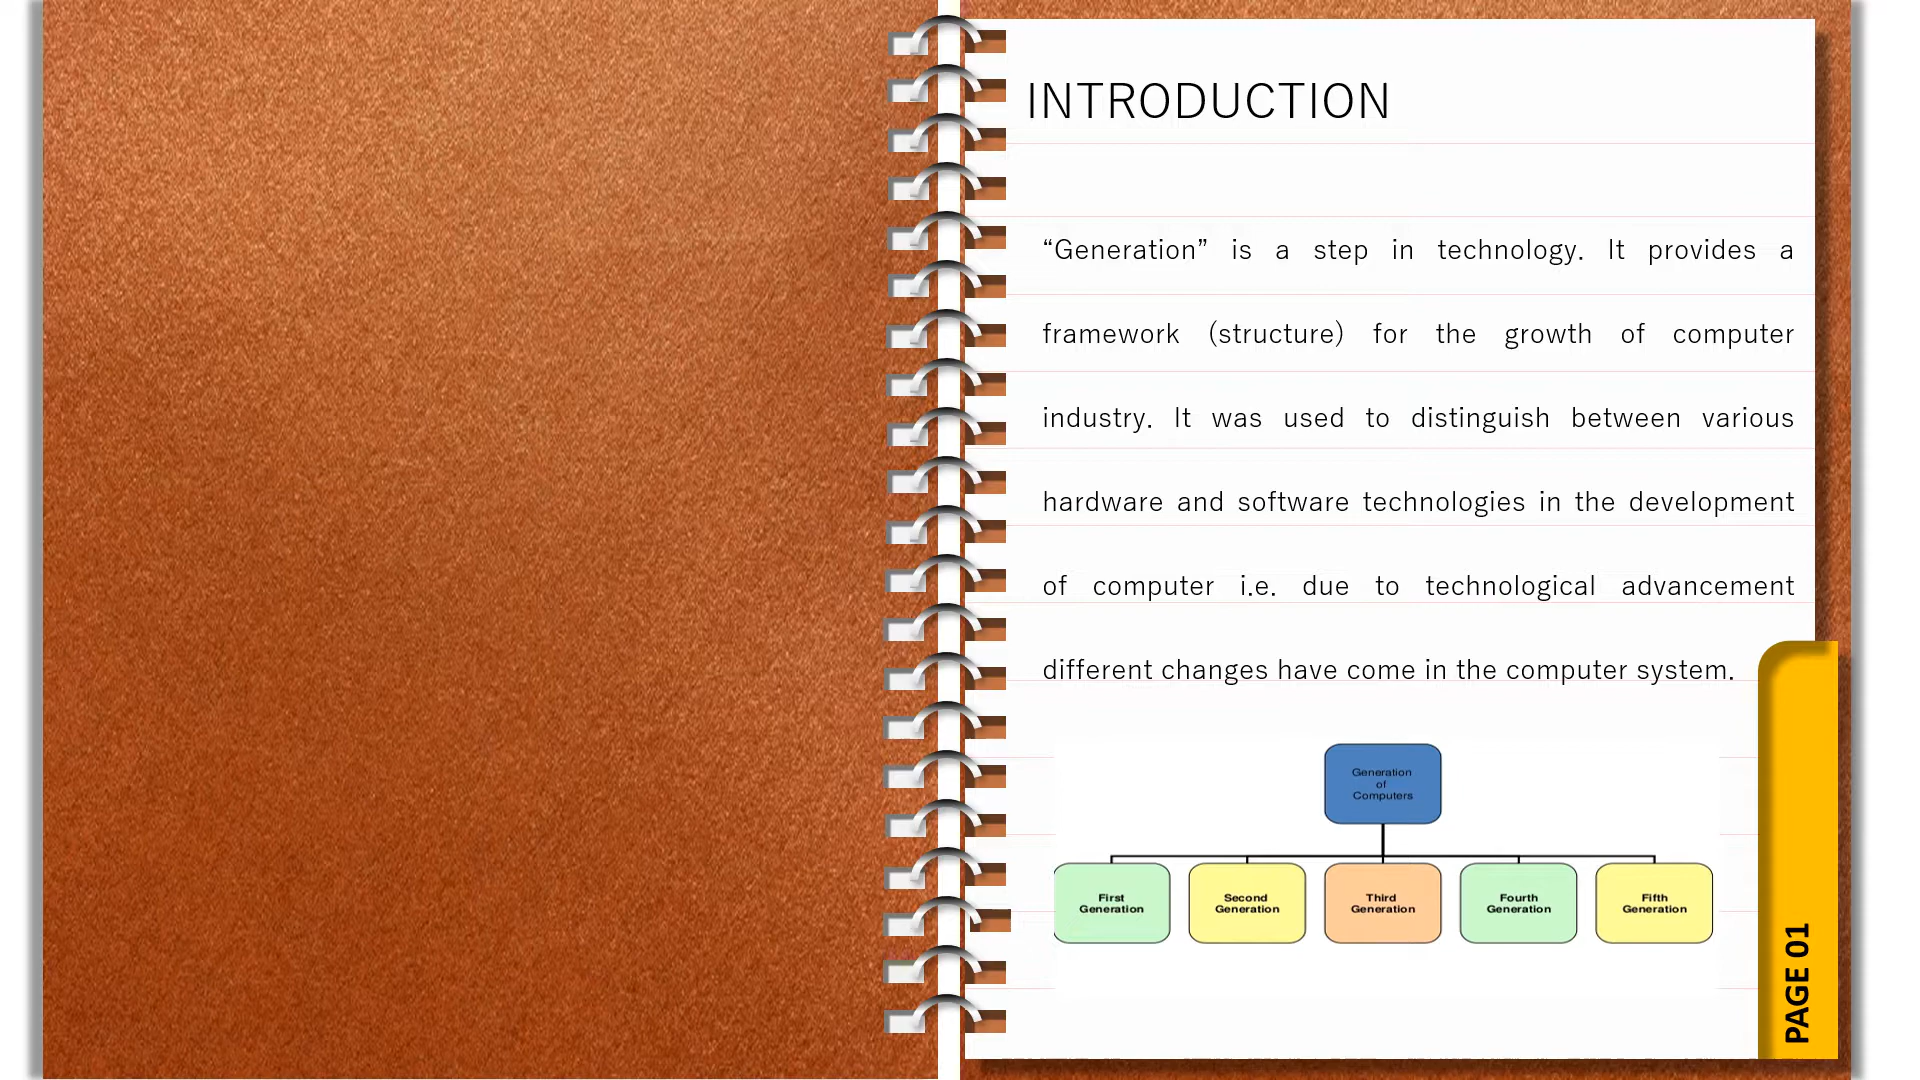 INTRODUCTION
“Generation” is a step in technology. It provides a
framework (structure) for the growth of computer
industry. It was used to distinguish between various
hardware and software technologies in the development
of computer i.e. due to technological advancement
different changes have come in the computer system.
Generation
of
Computers
First
Generation
Second
Generation
Third
Generation
Fourth
Generation
Fifth
Generation
PAGE 01